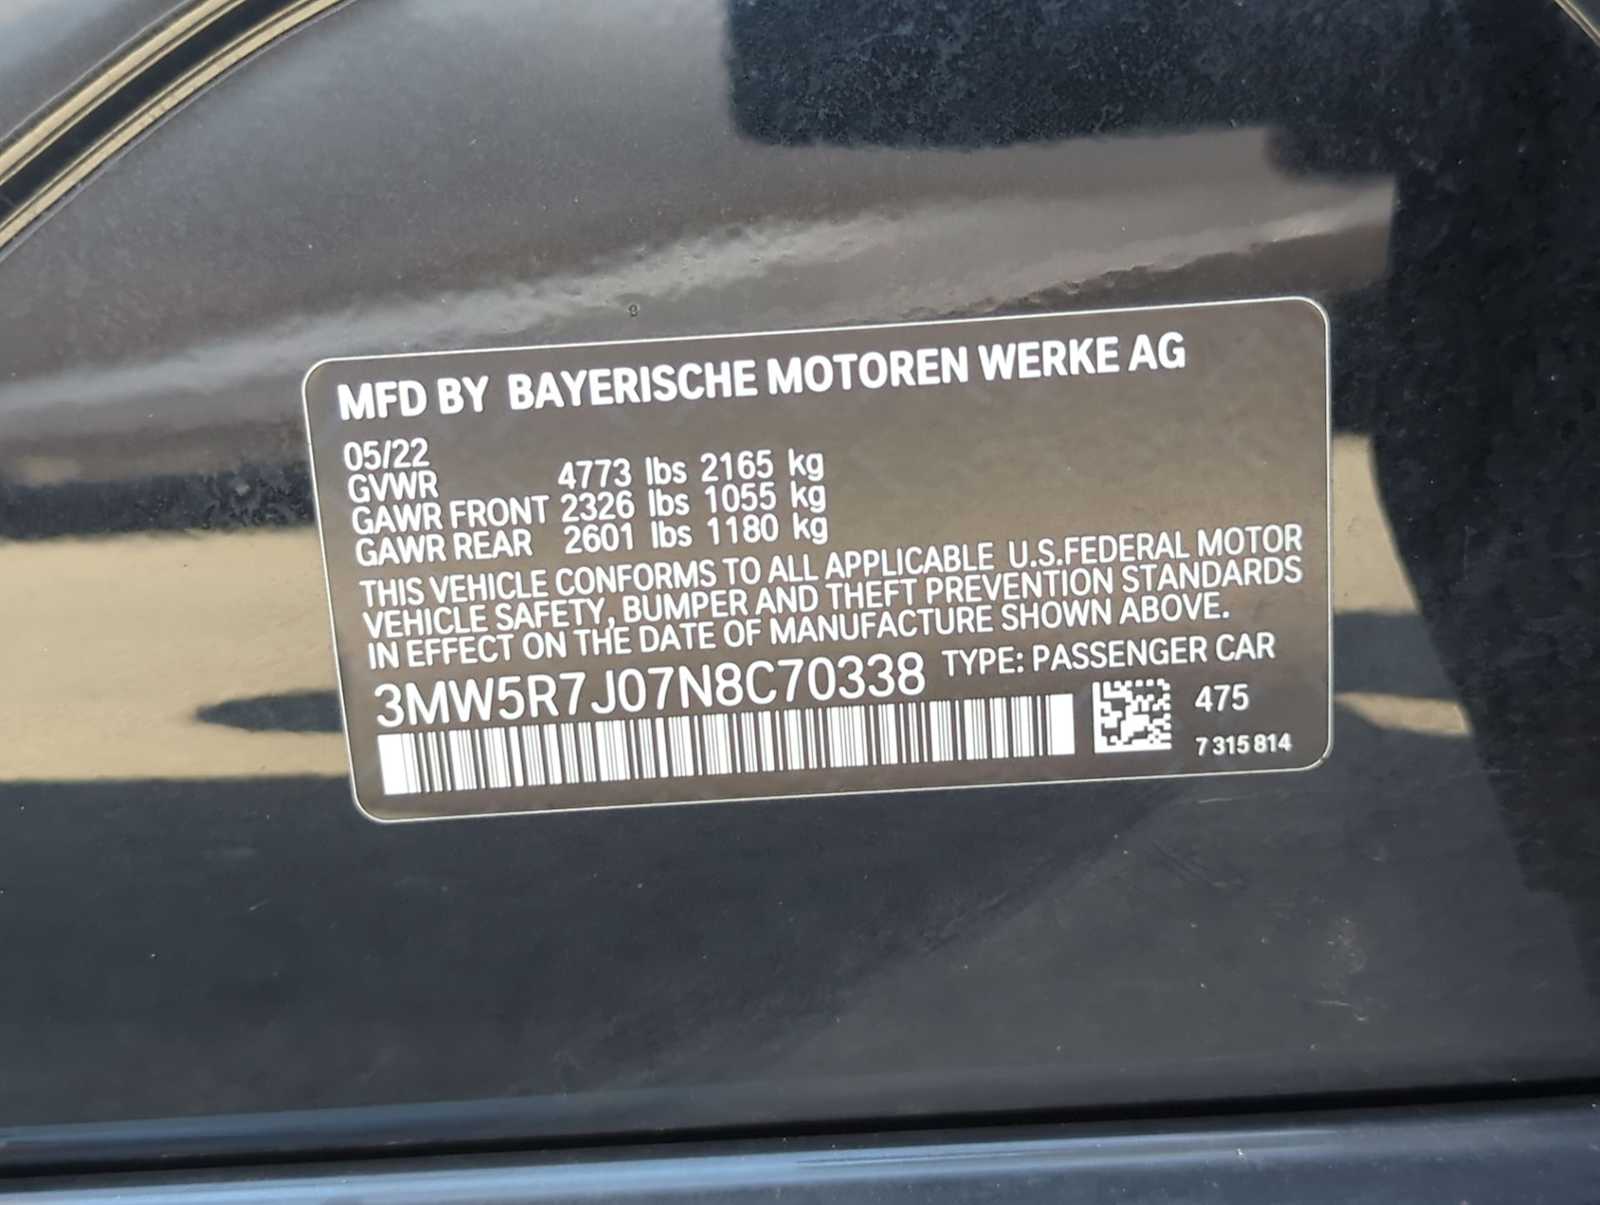 MFD BY BAYERISCHE MOTOREN WERKE AG
05/22
GVWR 4773 lbs 2165 kg
GAWR FRONT 2326 lbs 1055 kg
GAWR REAR 2601 lbs 1180 kg
THIS VEHICLE CONFORMS TO ALL APPLICABLE U.S.FEDERAL MOTOR
VEHICLE SAFETY, BUMPER AND THEFT PREVENTION STANDARDS
IN EFFECT ON THE DATE OF MANUFACTURE SHOWN ABOVE.
3MW5R7J07N8C70338 TYPE: PASSENGER CAR
475
7 315 814